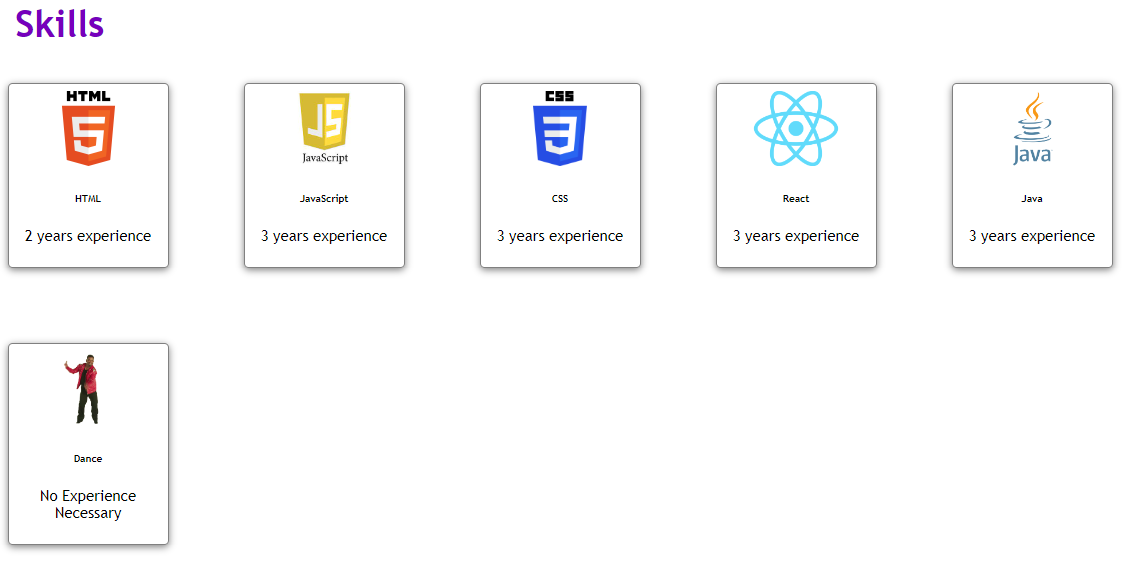 Skills
HTML
5
HTML
2 years experience
JS
JavaScript
JavaScript
3 years experience
CSS
3
CSS
3 years experience
React
3 years experience
Java
Java
3 years experience
Dance
No Experience
Necessary